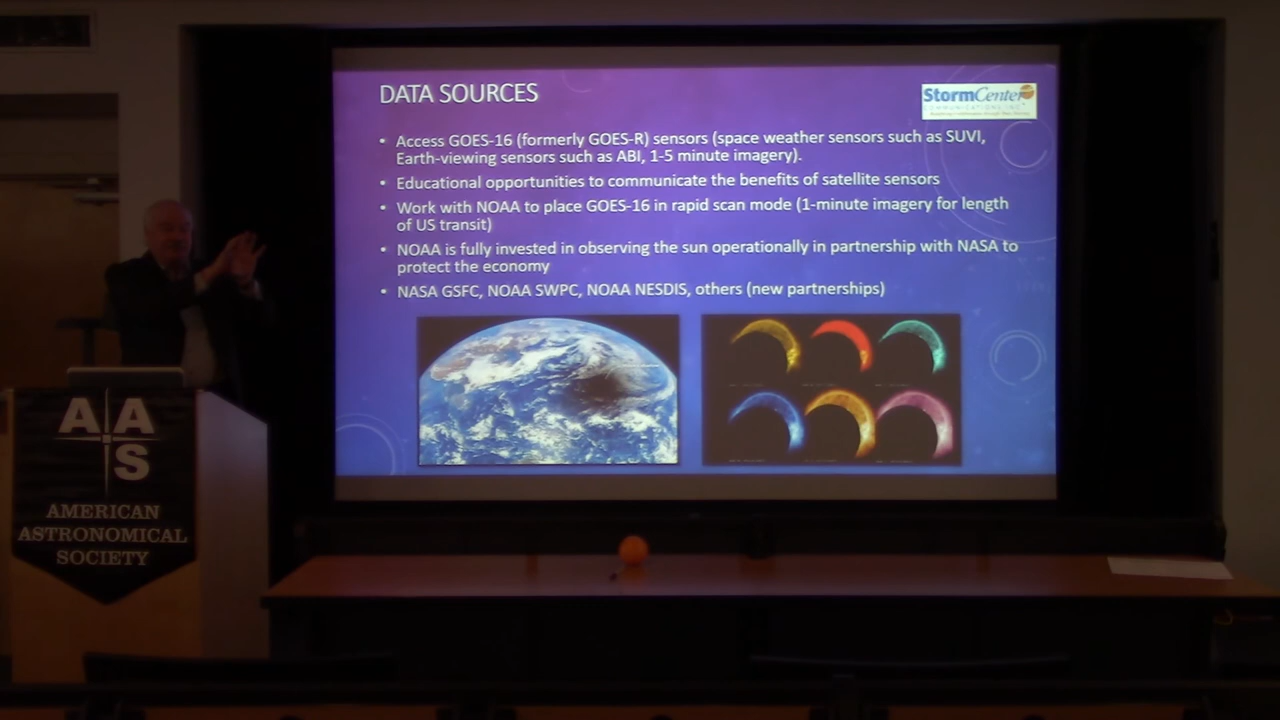 DATA SOURCES
StormCenter
COMMUNICATIONS, INC.
• Access GOES-16 (formerly GOES-R) sensors (space weather sensors such as SUVI,
Earth-viewing sensors such as ABI, 1-5 minute imagery).
• Educational opportunities to communicate the benefits of satellite sensors
• Work with NOAA to place GOES-16 in rapid scan mode (1-minute imagery for length
of US transit)
• NOAA is fully invested in observing the sun operationally in partnership with NASA to
protect the economy
• NASA GSFC, NOAA SWPC, NOAA NESDIS, others (new partnerships)
AAS
AMERICAN
ASTRONOMICAL
SOCIETY